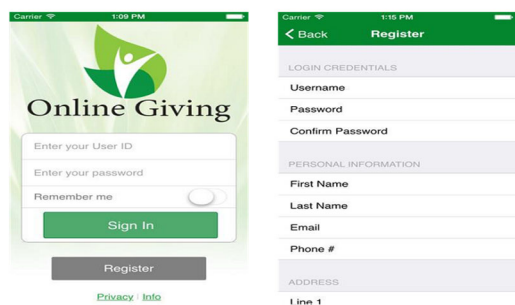 Carrier 1:09 PM
Online Giving
Enter your User ID
Enter your password
Remember me
Sign In
Register
Privacy | Info
Carrier 1:15 PM
Back Register
LOGIN CREDENTIALS
Username
Password
Confirm Password
PERSONAL INFORMATION
First Name
Last Name
Email
Phone #
ADDRESS
Line 1